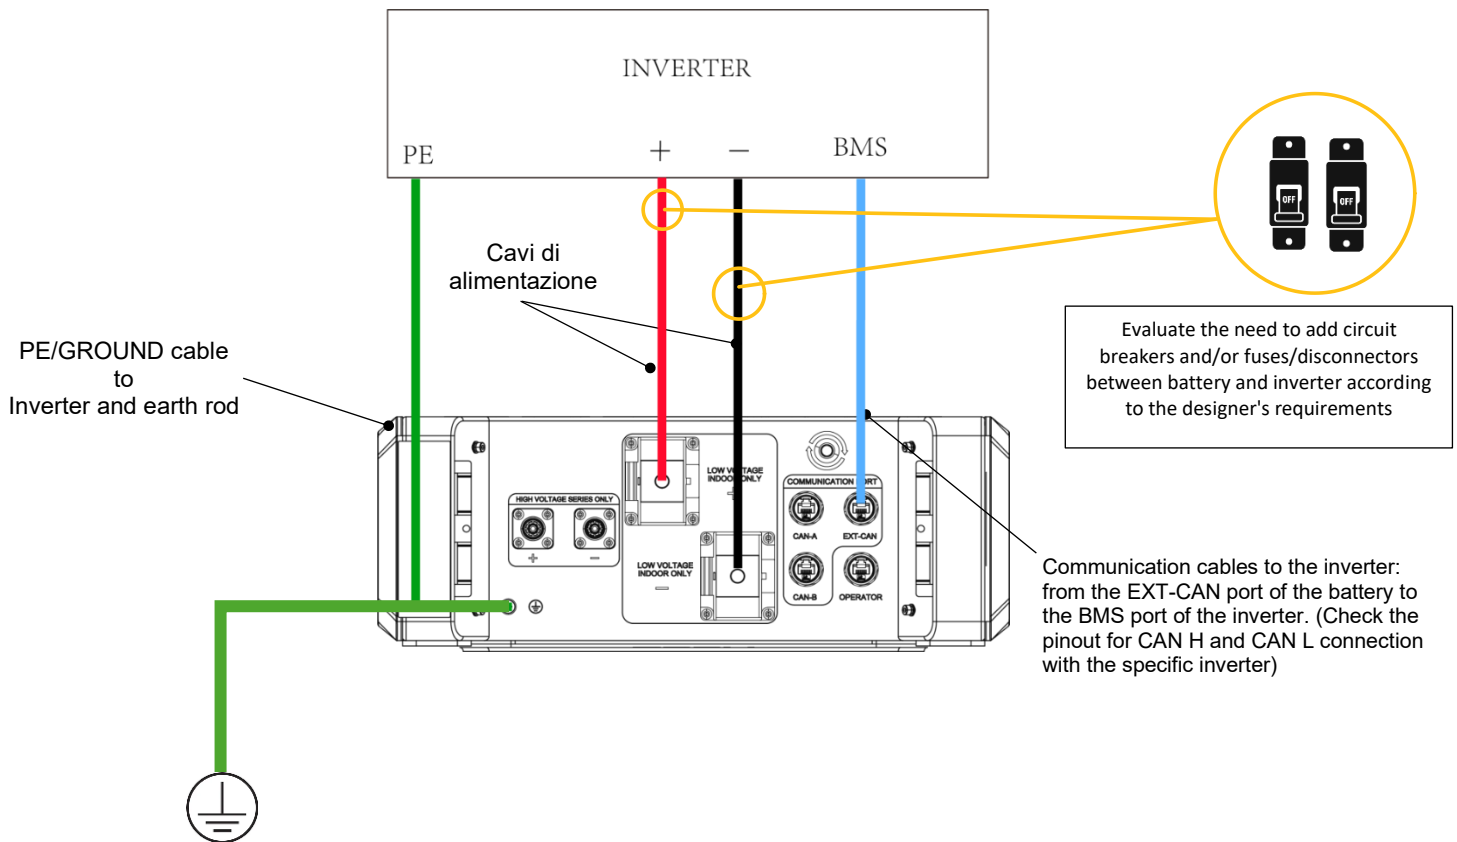 INVERTER
PE
+
−
BMS
OFF
OFF
Cavi di
alimentazione
Evaluate the need to add circuit
breakers and/or fuses/disconnectors
between battery and inverter according
to the designer's requirements
PE/GROUND cable
to
Inverter and earth rod
HIGH VOLTAGE SERIES ONLY
+
−
LOW VOLTAGE
INDOOR ONLY
+
LOW VOLTAGE
INDOOR ONLY
−
COMMUNICATION PORT
CAN-A
EXT-CAN
CAN-B
OPERATOR
Communication cables to the inverter:
from the EXT-CAN port of the battery to
the BMS port of the inverter. (Check the
pinout for CAN H and CAN L connection
with the specific inverter)